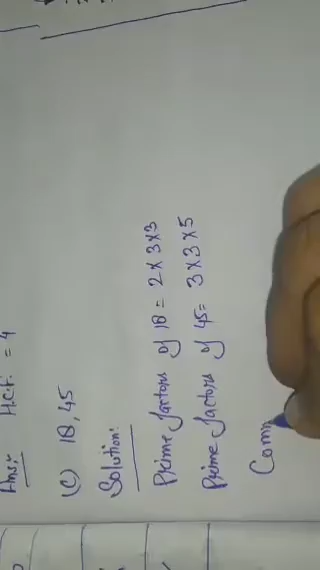 Ans:- H.C.F. = 4
(C) 18, 45
Solution:
Prime factors of 18 = 2 X 3 X 3
Prime factors of 45 = 3 X 3 X 5
Comm